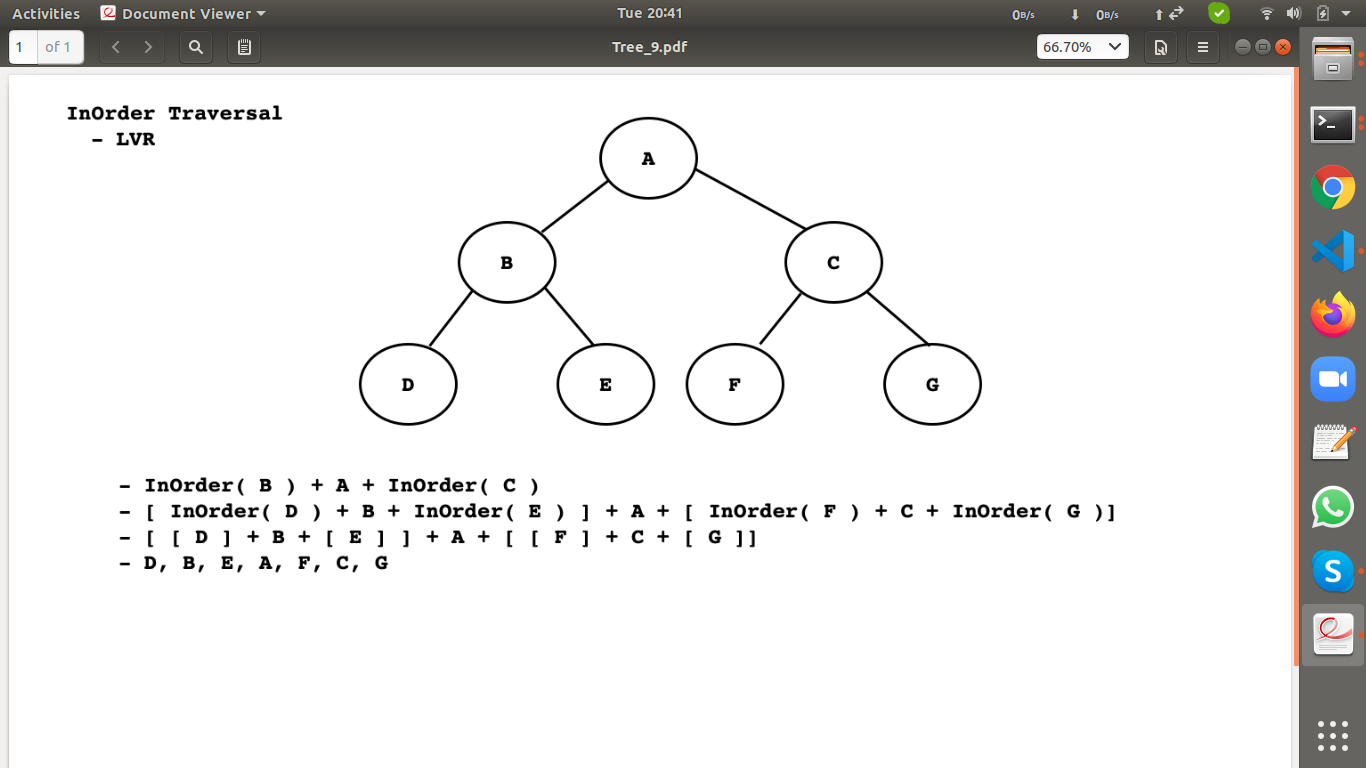 Activities Document Viewer Tue 20:41 0B/s 0B/s
1 of 1 Tree_9.pdf 66.70%
InOrder Traversal
- LVR
A
B C
D E F G
- InOrder( B ) + A + InOrder( C )
- [ InOrder( D ) + B + InOrder( E ) ] + A + [ InOrder( F ) + C + InOrder( G )]
- [ [ D ] + B + [ E ] ] + A + [ [ F ] + C + [ G ]]
- D, B, E, A, F, C, G